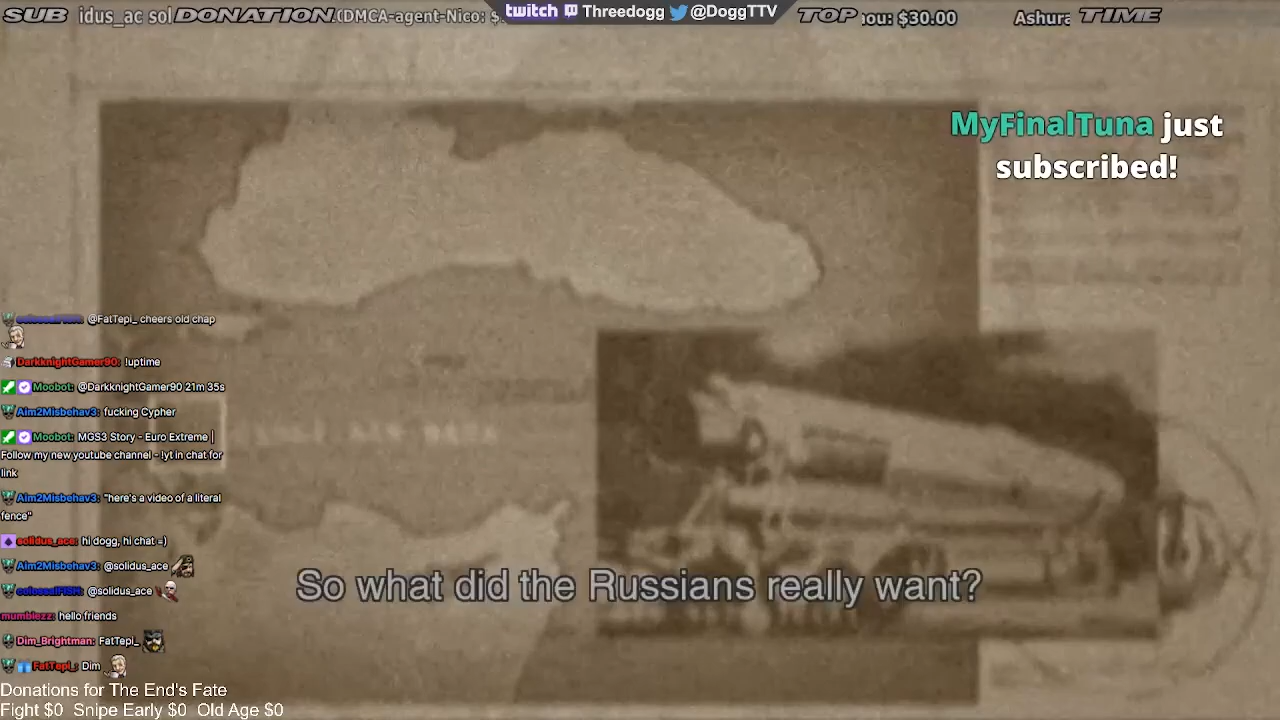 SUB idus_ac sol DONATION (DMCA-agent-Nico: $ twitch Threedogg @DoggTTV TOP ou: $30.00 Ashura TIME
MyFinalTuna just
subscribed!
@FatTepi_ cheers old chap
DarkknightGamer90: !uptime
Moobot: @DarkknightGamer90 21m 35s
Aim2Misbehav3: fucking Cypher
Moobot: MGS3 Story - Euro Extreme |
Follow my new youtube channel - !yt in chat for
link
Aim2Misbehav3: "here's a video of a literal
fence"
solidus_ace: hi dogg, hi chat =)
Aim2Misbehav3: @solidus_ace
colossalFISH: @solidus_ace
mumblezz: hello friends
Dim_Brightman: FatTepi_
FatTepi_: Dim
So what did the Russians really want?
Donations for The End's Fate
Fight $0 Snipe Early $0 Old Age $0